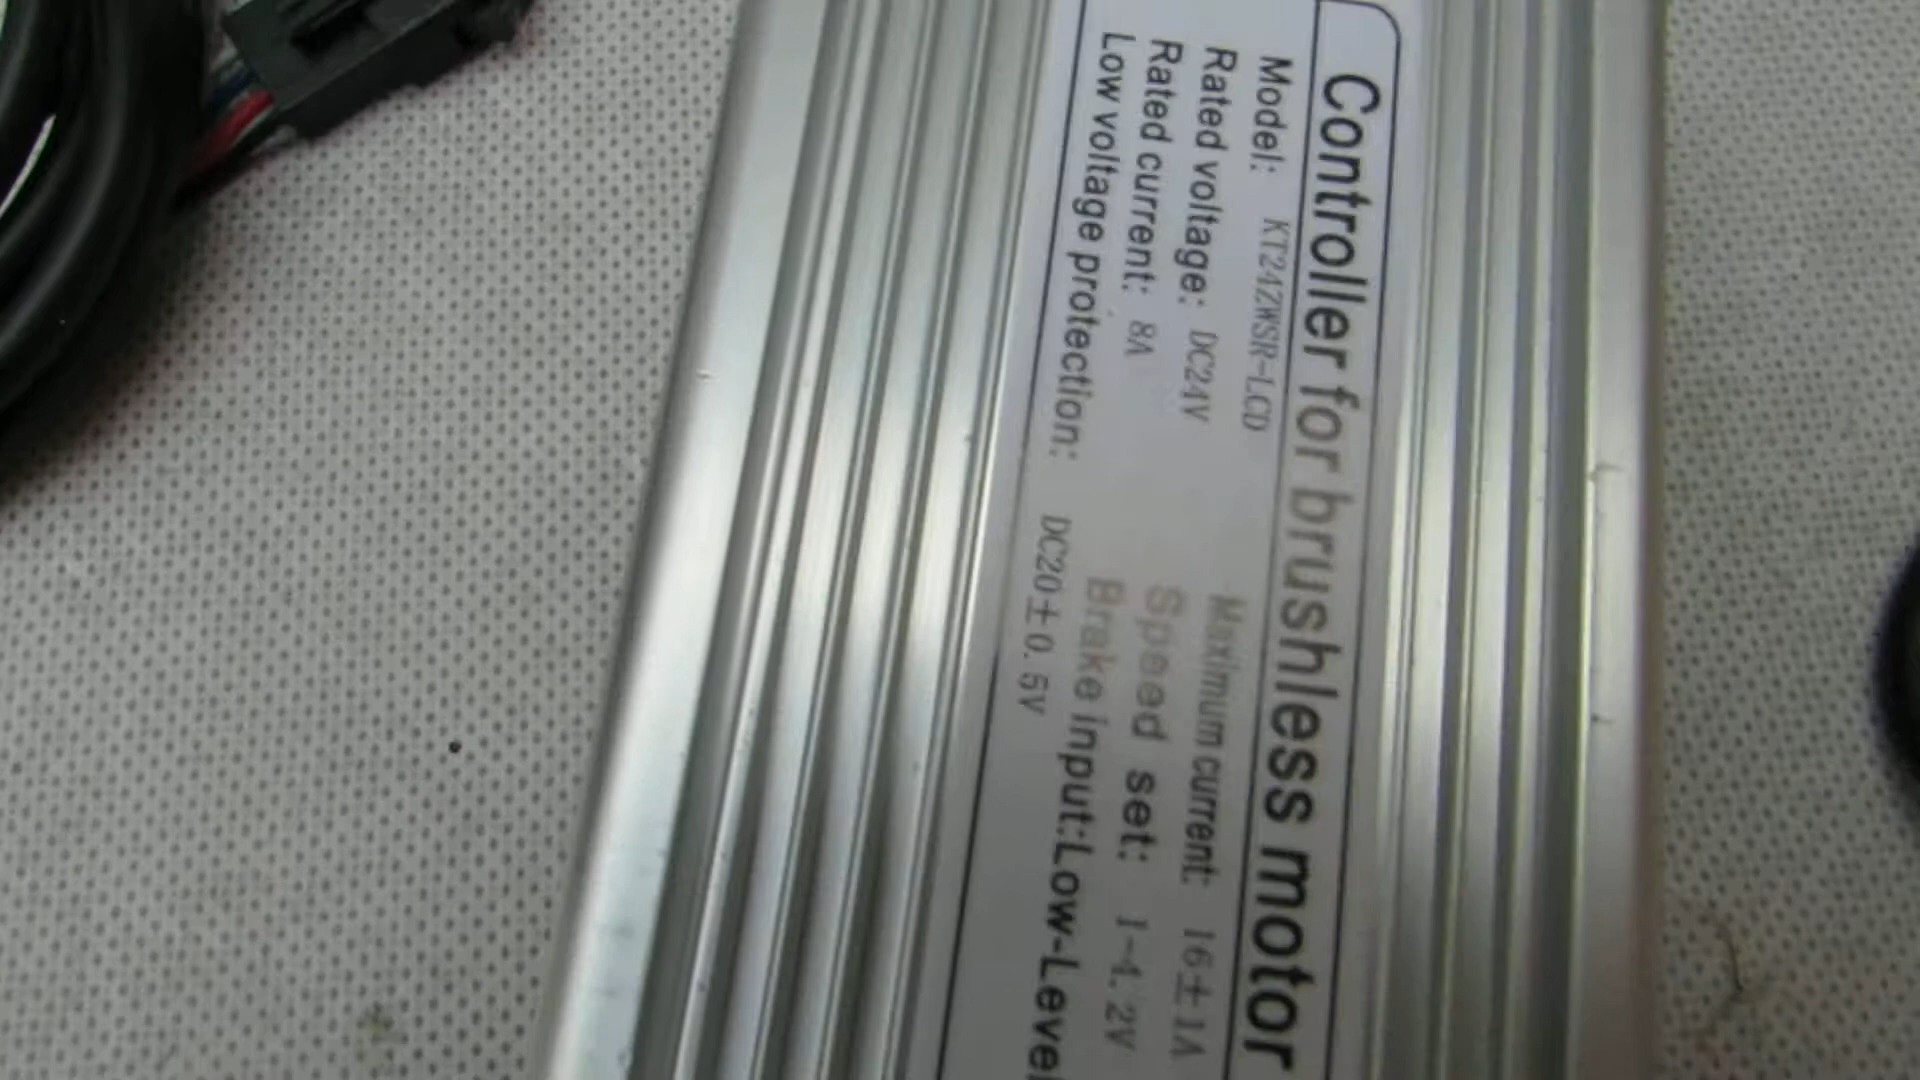 Controller for brushless motor
Model: KT24ZWSR-LCD
Rated voltage: DC24V Maximum current: 16±1A
Rated current: 8A Speed set: 1-4.2V
Low voltage protection: Brake input:Low-Level
DC20±0.5V